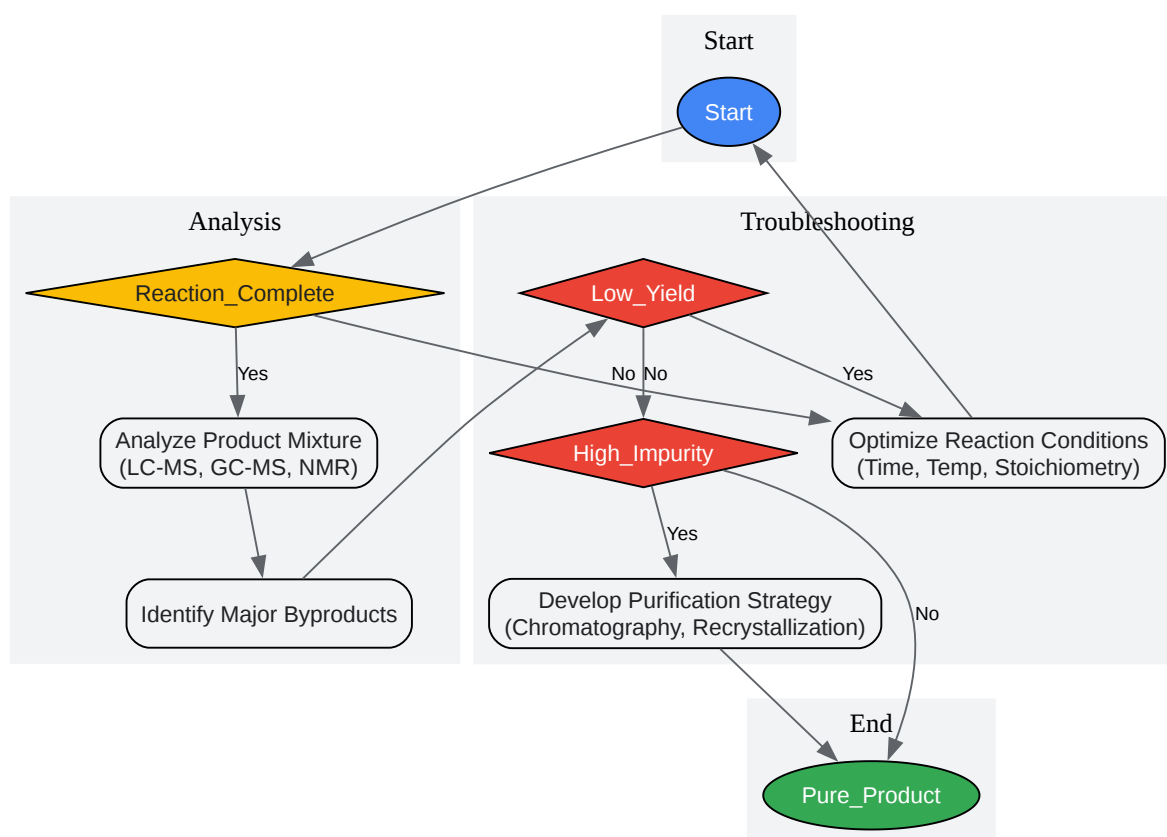 Start
Start
Analysis
Troubleshooting
Reaction_Complete
Low_Yield
Yes
No
No
Yes
Analyze Product Mixture
(LC-MS, GC-MS, NMR)
High_Impurity
Optimize Reaction Conditions
(Time, Temp, Stoichiometry)
Yes
Identify Major Byproducts
Develop Purification Strategy
(Chromatography, Recrystallization)
No
End
Pure_Product